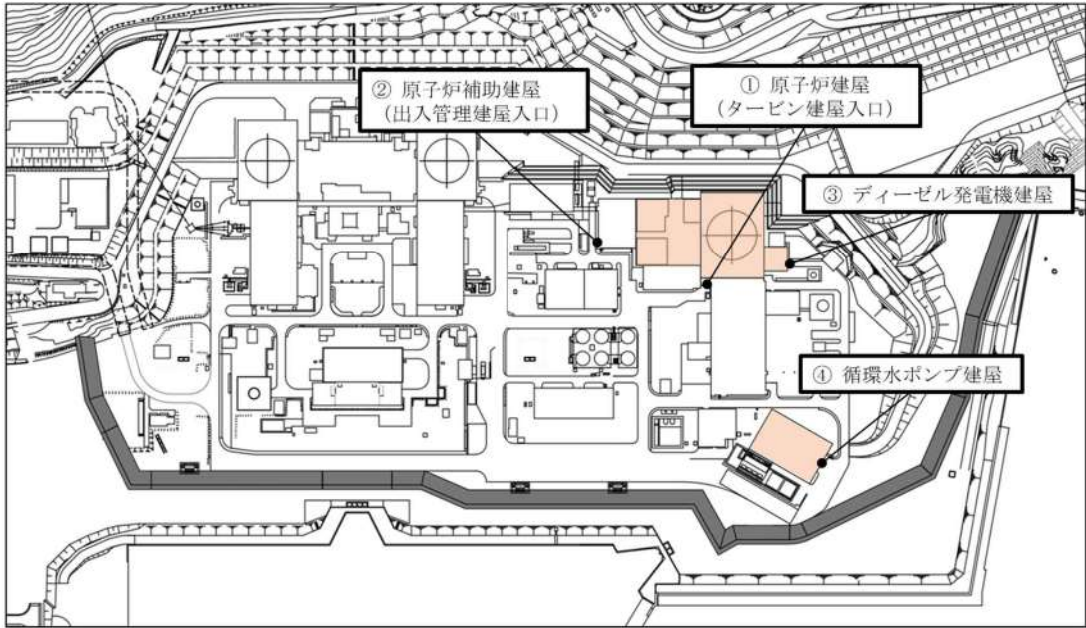 ② 原子炉補助建屋
(出入管理建屋入口)
① 原子炉建屋
(タービン建屋入口)
③ ディーゼル発電機建屋
④ 循環水ポンプ建屋